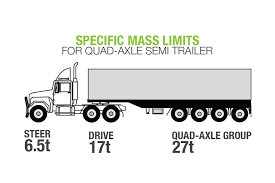 SPECIFIC MASS LIMITS
FOR QUAD-AXLE SEMI TRAILER
STEER
6.5t
DRIVE
17t
QUAD-AXLE GROUP
27t